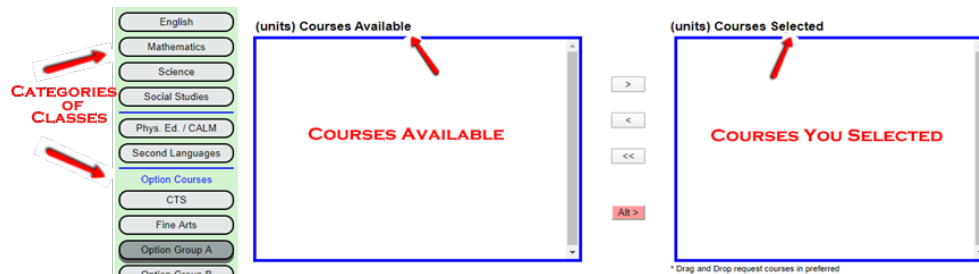 English
Mathematics
Science
Social Studies
Phys. Ed. / CALM
Second Languages
Option Courses
CTS
Fine Arts
Option Group A
Option Group B
CATEGORIES
OF
CLASSES
(units) Courses Available
COURSES AVAILABLE
>
<
<<
Alt >
(units) Courses Selected
COURSES YOU SELECTED
* Drag and Drop request courses in preferred